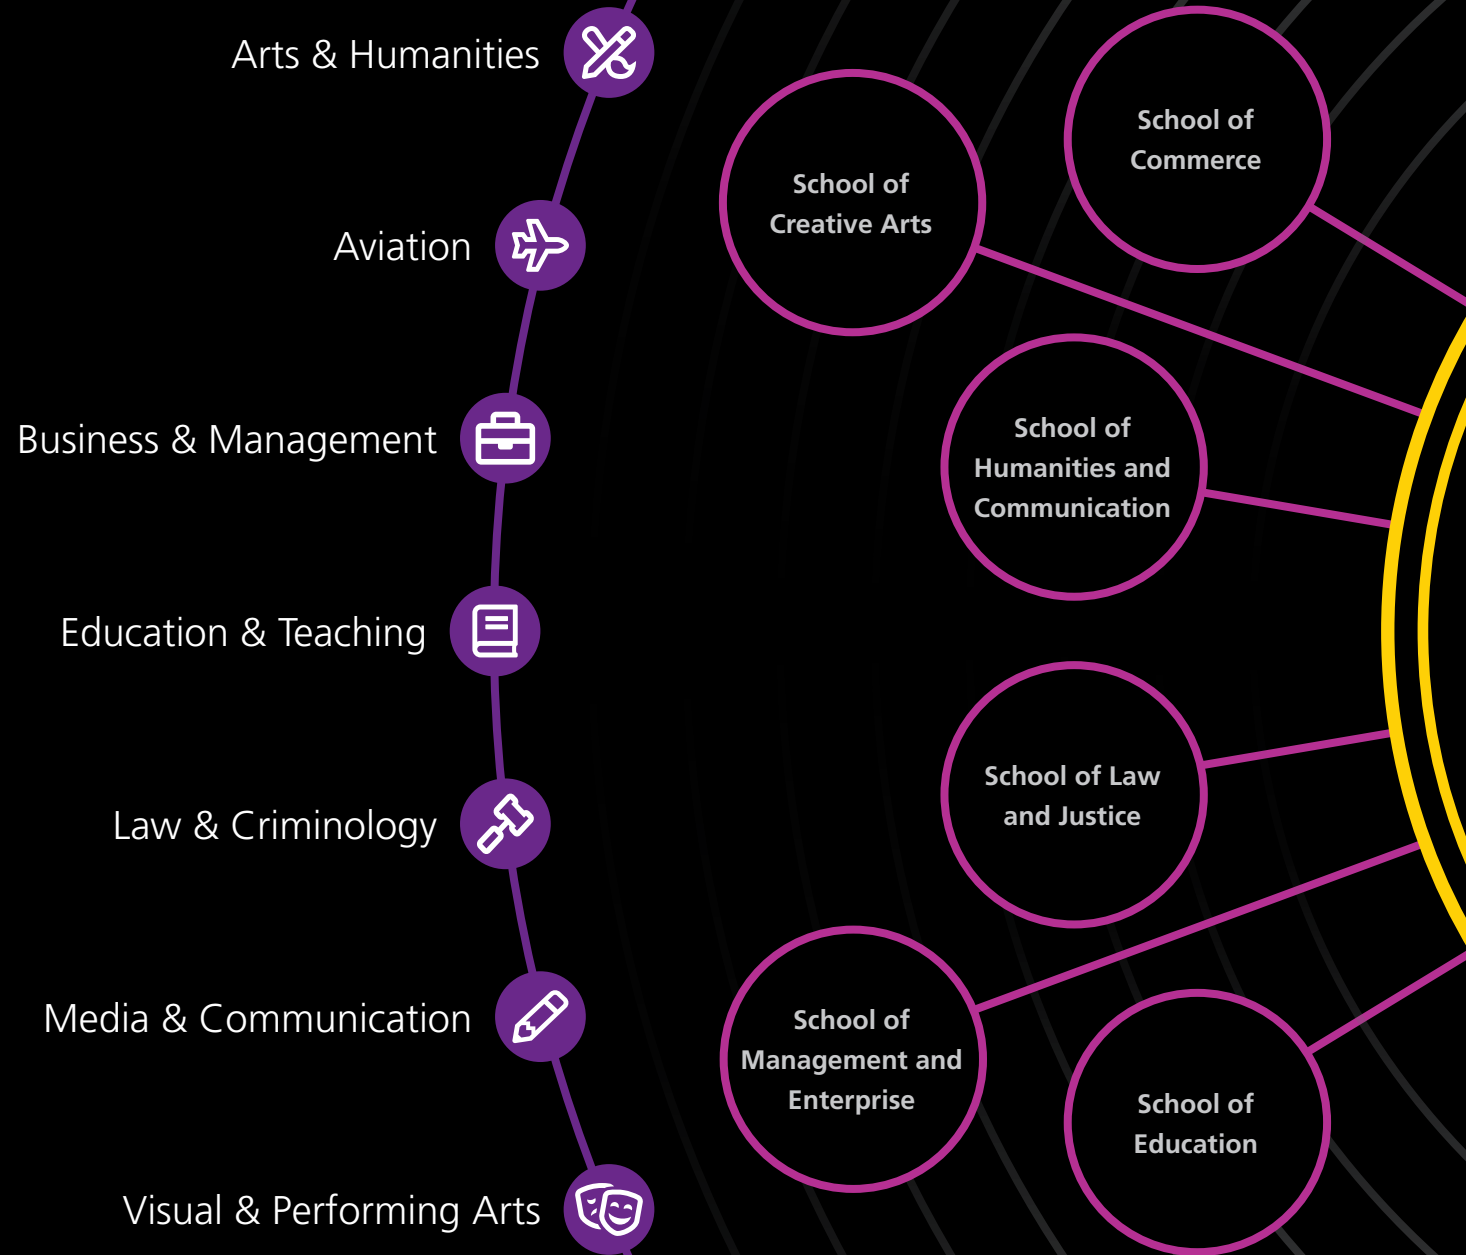 Arts & Humanities
Aviation
Business & Management
Education & Teaching
Law & Criminology
Media & Communication
Visual & Performing Arts
School of
Commerce
School of
Creative Arts
School of
Humanities and
Communication
School of Law
and Justice
School of
Management and
Enterprise
School of
Education